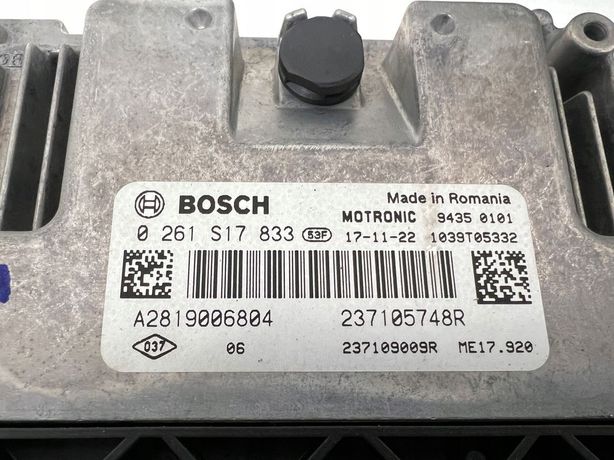 BOSCH
Made in Romania
MOTRONIC 9435 0101
0 261 S17 833 53F 17-11-22 1039T05332
A2819006804 237105748R
037 06 237109009R ME17.920